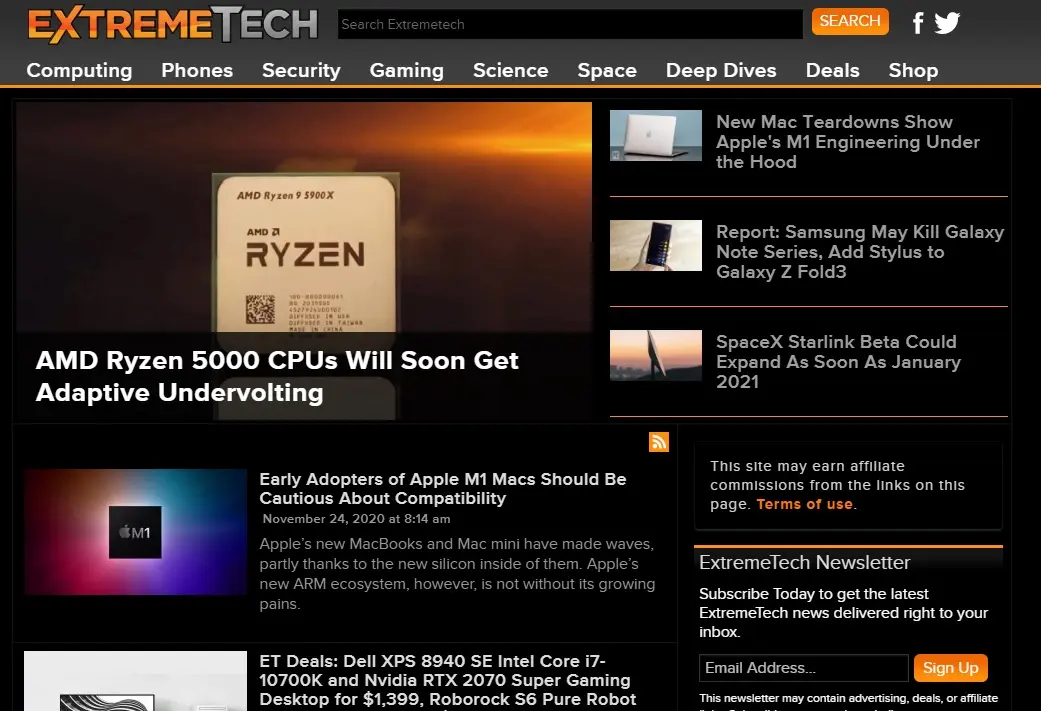 EXTREMETECH
Search Extremetech
SEARCH
Computing Phones Security Gaming Science Space Deep Dives Deals Shop
AMD Ryzen 9 5900X
AMD
RYZEN
DIFFUSED IN USA
DIFFUSED IN TAIWAN
MADE IN CHINA
AMD Ryzen 5000 CPUs Will Soon Get
Adaptive Undervolting
New Mac Teardowns Show
Apple's M1 Engineering Under
the Hood
Report: Samsung May Kill Galaxy
Note Series, Add Stylus to
Galaxy Z Fold3
SpaceX Starlink Beta Could
Expand As Soon As January
2021
M1
Early Adopters of Apple M1 Macs Should Be
Cautious About Compatibility
November 24, 2020 at 8:14 am
Apple’s new MacBooks and Mac mini have made waves,
partly thanks to the new silicon inside of them. Apple’s
new ARM ecosystem, however, is not without its growing
pains.
ET Deals: Dell XPS 8940 SE Intel Core i7-
10700K and Nvidia RTX 2070 Super Gaming
Desktop for $1,399, Roborock S6 Pure Robot
This site may earn affiliate
commissions from the links on this
page. Terms of use.
ExtremeTech Newsletter
Subscribe Today to get the latest
ExtremeTech news delivered right to your
inbox.
Email Address...
Sign Up
This newsletter may contain advertising, deals, or affiliate